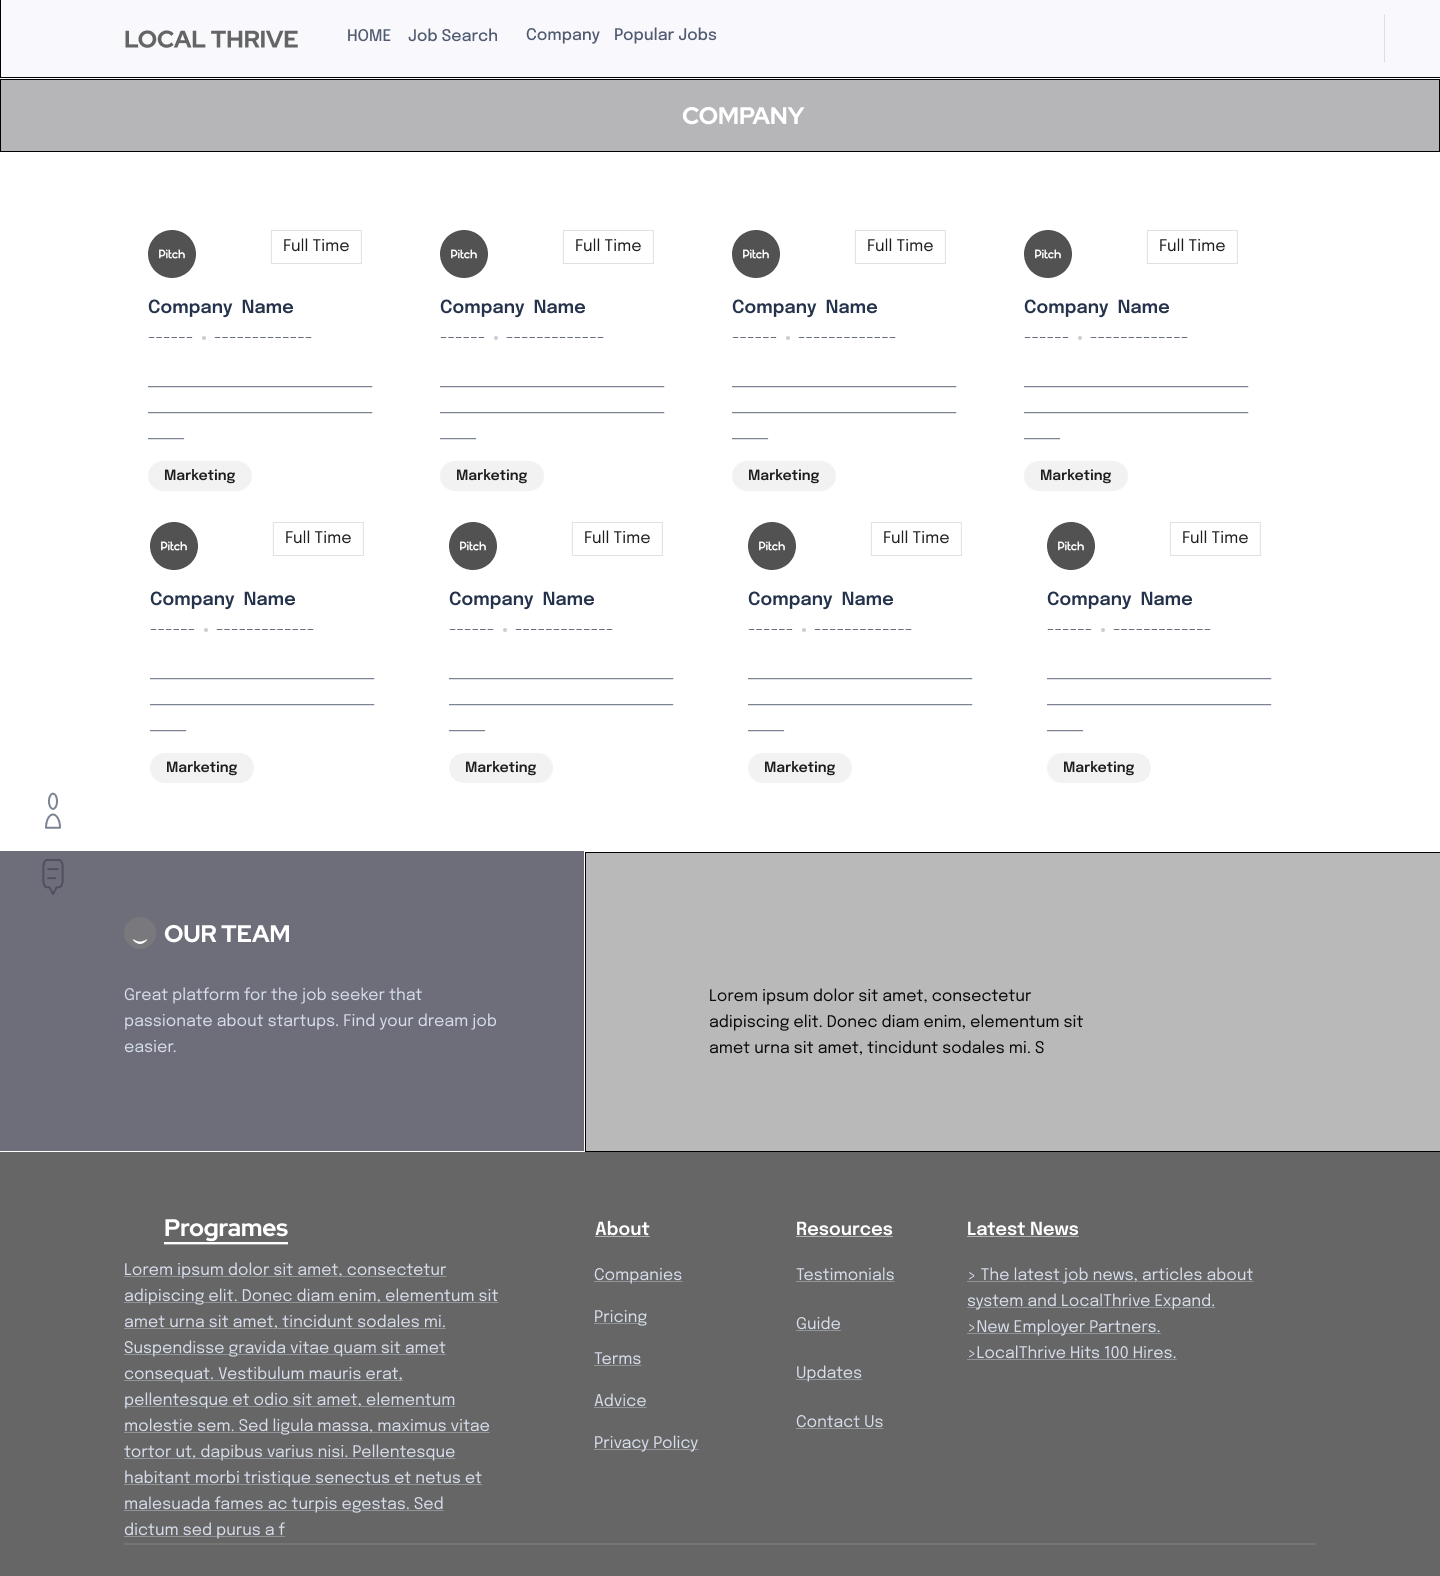 LOCAL THRIVE HOME Job Search Company Popular Jobs
COMPANY
Pitch Full Time Pitch Full Time Pitch Full Time Pitch Full Time
Company Name Company Name Company Name Company Name
Marketing Marketing Marketing Marketing
Pitch Full Time Pitch Full Time Pitch Full Time Pitch Full Time
Company Name Company Name Company Name Company Name
Marketing Marketing Marketing Marketing
OUR TEAM
Great platform for the job seeker that
passionate about startups. Find your dream job
easier.
Lorem ipsum dolor sit amet, consectetur
adipiscing elit. Donec diam enim, elementum sit
amet urna sit amet, tincidunt sodales mi. S
Programes
Lorem ipsum dolor sit amet, consectetur
adipiscing elit. Donec diam enim, elementum sit
amet urna sit amet, tincidunt sodales mi.
Suspendisse gravida vitae quam sit amet
consequat. Vestibulum mauris erat,
pellentesque et odio sit amet, elementum
molestie sem. Sed ligula massa, maximus vitae
tortor ut, dapibus varius nisi. Pellentesque
habitant morbi tristique senectus et netus et
malesuada fames ac turpis egestas. Sed
dictum sed purus a f
About
Companies
Pricing
Terms
Advice
Privacy Policy
Resources
Testimonials
Guide
Updates
Contact Us
Latest News
> The latest job news, articles about
system and LocalThrive Expand.
>New Employer Partners.
>LocalThrive Hits 100 Hires.